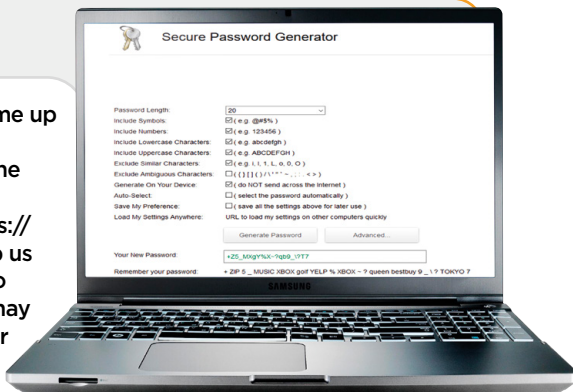 Secure Password Generator
me up
he
s://
o us
o
may
r
Password Length: 20
Include Symbols: ( e.g. @#$% )
Include Numbers: ( e.g. 123456 )
Include Lowercase Characters: ( e.g. abcdefgh )
Include Uppercase Characters: ( e.g. ABCDEFGH )
Exclude Similar Characters: ( e.g. i, l, 1, L, o, 0, O )
Exclude Ambiguous Characters: ( { } [ ] ( ) / \ ' " ` ~ , ; : . < > )
Generate On Your Device: ( do NOT send across the Internet )
Auto-Select: ( select the password automatically )
Save My Preference: ( save all the settings above for later use )
Load My Settings Anywhere: URL to load my settings on other computers quickly
Generate Password Advanced...
Your New Password: +Z5_MXgY%X~?qb9_\?T7
Remember your password: + ZIP 5 _ MUSIC XBOX golf YELP % XBOX ~ ? queen bestbuy 9 _ \ ? TOKYO 7
SAMSUNG